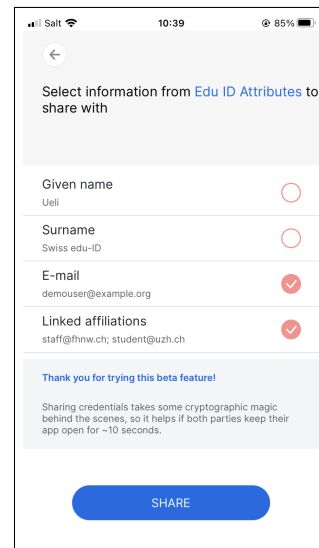 Salt 10:39 85%
Select information from Edu ID Attributes to
share with
Given name
Ueli
Surname
Swiss edu-ID
E-mail
demouser@example.org
Linked affiliations
staff@fhnw.ch; student@uzh.ch
Thank you for trying this beta feature!
Sharing credentials takes some cryptographic magic
behind the scenes, so it helps if both parties keep their
app open for ~10 seconds.
SHARE